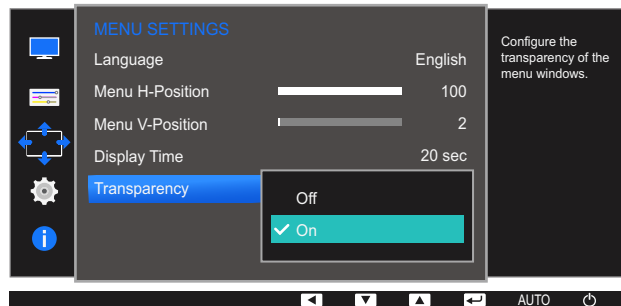 MENU SETTINGS
Language English
Menu H-Position 100
Menu V-Position 2
Display Time 20 sec
Transparency
Off
On
Configure the
transparency of the
menu windows.
AUTO